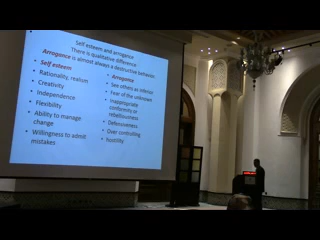 Self esteem and arrogance
There is qualitative difference
Arrogance is almost always a destructive behavior.
Self esteem
Rationality, realism
Creativity
Independence
Flexibility
Ability to manage
change
Willingness to admit
mistakes
Arrogance
See others as inferior
Fear of the unknown
Inappropriate
conformity or
rebelliousness
Defensiveness
Over controlling
hostility